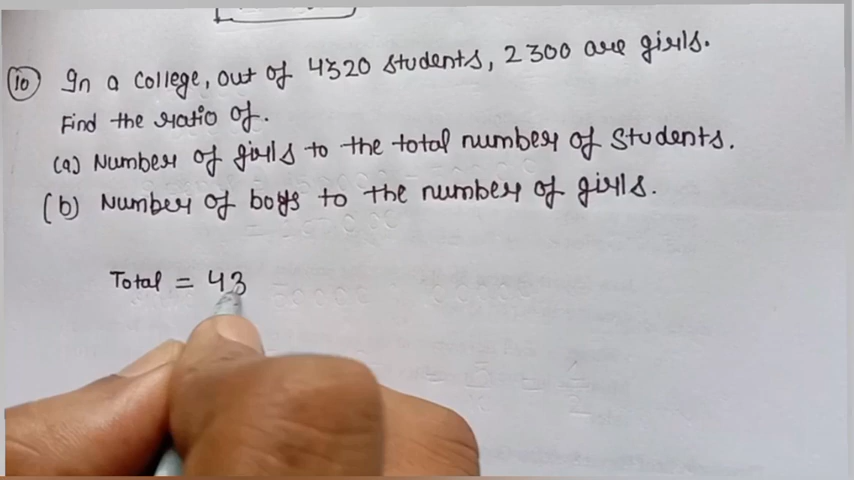 (10) In a college, out of 4320 students, 2300 are girls.
Find the ratio of.
(a) Number of girls to the total number of students.
(b) Number of boys to the number of girls.
Total = 43